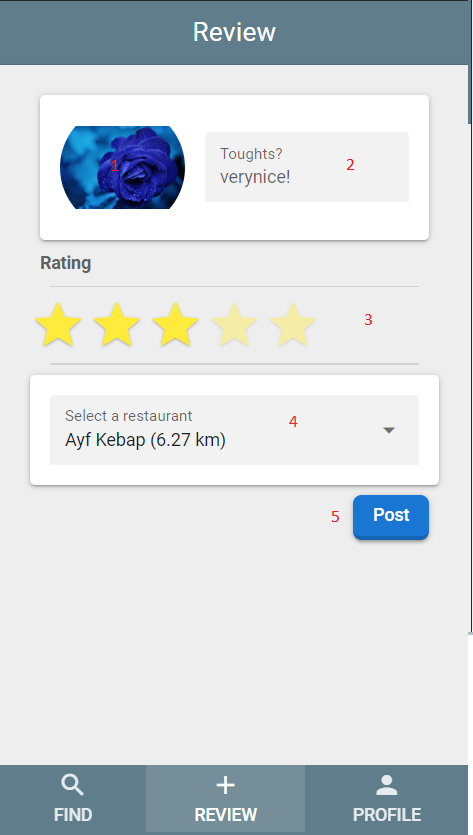 Review
1
Toughts?
2
verynice!
Rating
3
Select a restaurant
4
Ayf Kebap (6.27 km)
5
Post
FIND
REVIEW
PROFILE